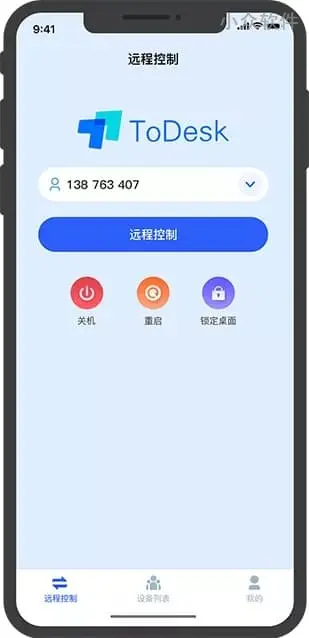 9:41
小众软件
远程控制
ToDesk
138 763 407
远程控制
关机
重启
锁定桌面
远程控制
设备列表
我的